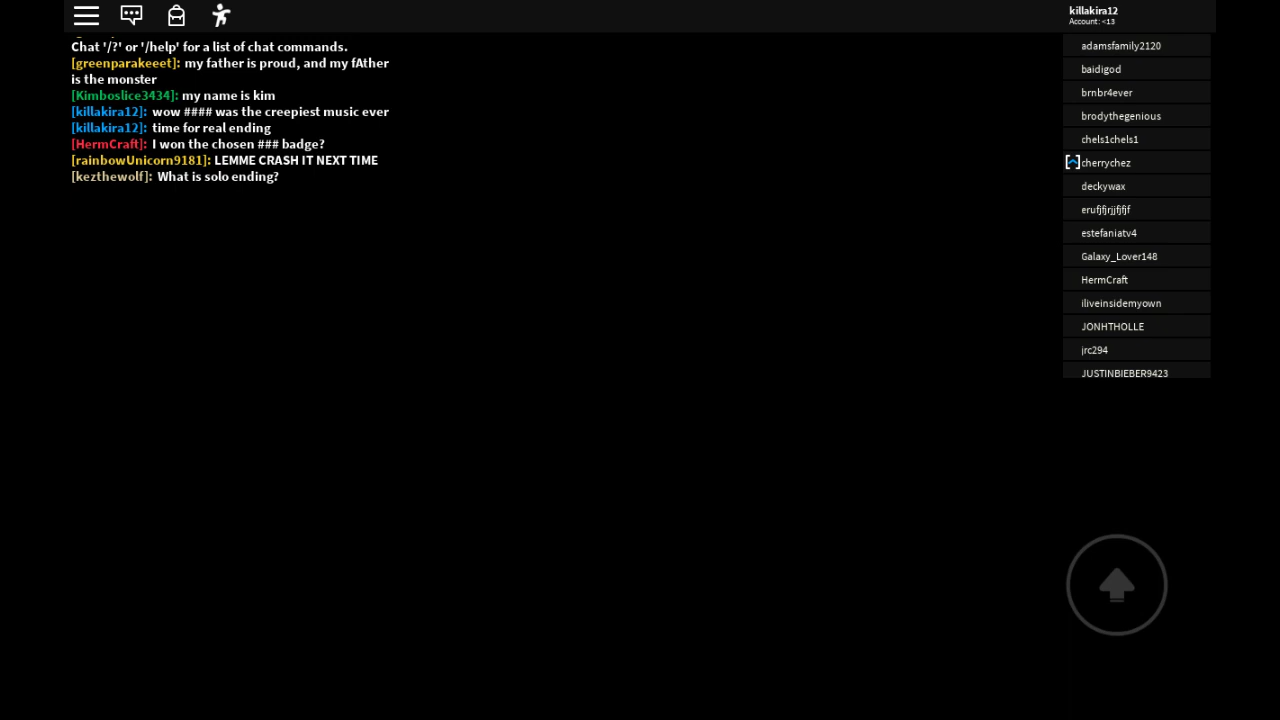 killakira12
Account: <13
Chat '/?' or '/help' for a list of chat commands.
[greenparakeeet]: my father is proud, and my fAther
is the monster
[Kimboslice3434]: my name is kim
[killakira12]: wow #### was the creepiest music ever
[killakira12]: time for real ending
[HermCraft]: I won the chosen ### badge?
[rainbowUnicorn9181]: LEMME CRASH IT NEXT TIME
[kezthewolf]: What is solo ending?
adamsfamily2120
baidigod
brnbr4ever
brodythegenious
chels1chels1
cherrychez
deckywax
erufjfjrjjfjfjf
estefaniatv4
Galaxy_Lover148
HermCraft
iliveinsidemyown
JONHTHOLLE
jrc294
JUSTINBIEBER9423